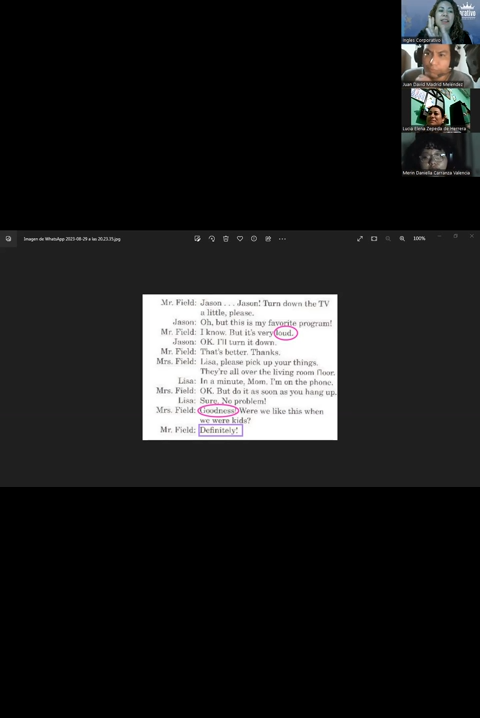 Inglés Corporativo
Juan David Madrid Melendez
Lucia Elena Zepeda de Herrera
Merin Daniella Carranza Valencia
Imagen de WhatsApp 2023-08-29 a las 20.23.35.jpg
100%
Mr. Field: Jason . . . Jason! Turn down the TV
a little, please.
Jason: Oh, but this is my favorite program!
Mr. Field: I know. But it's very loud.
Jason: OK. I'll turn it down.
Mr. Field: That's better. Thanks.
Mrs. Field: Lisa, please pick up your things.
They're all over the living room floor.
Lisa: In a minute, Mom. I'm on the phone.
Mrs. Field: OK. But do it as soon as you hang up.
Lisa: Sure. No problem!
Mrs. Field: Goodness! Were we like this when
we were kids?
Mr. Field: Definitely!